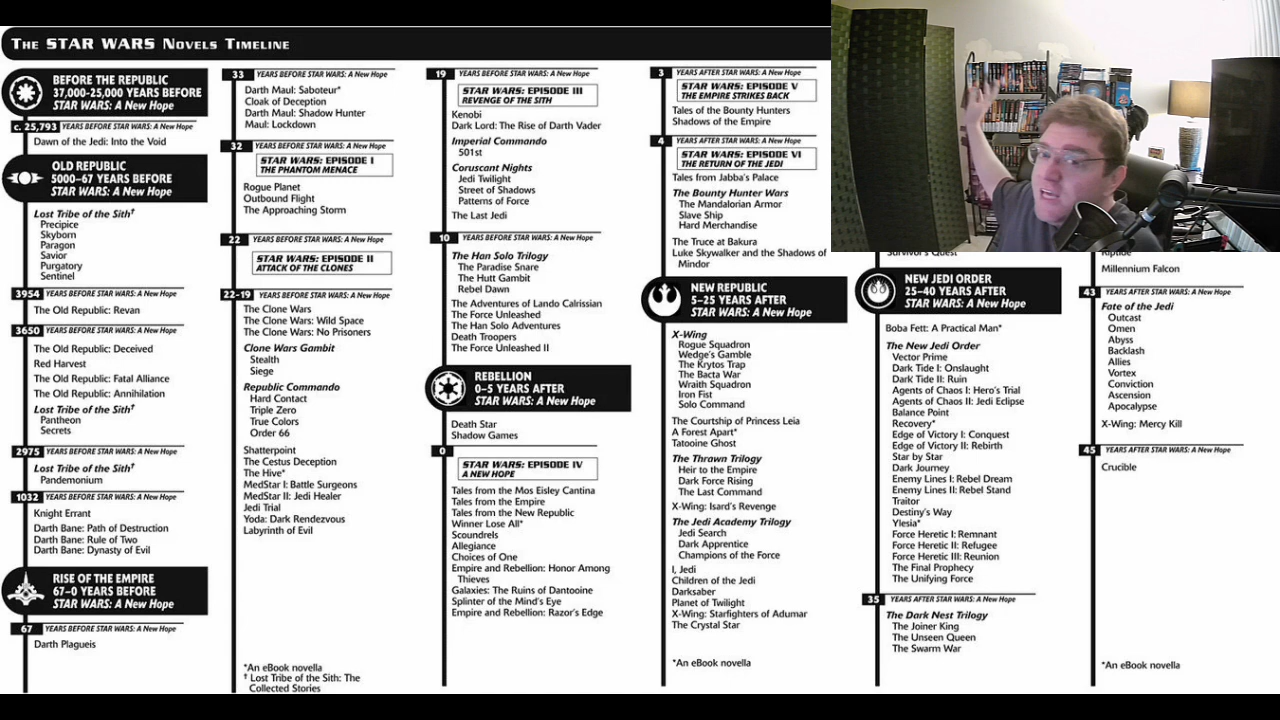 THE STAR WARS NOVELS TIMELINE
BEFORE THE REPUBLIC
37,000-25,000 YEARS BEFORE
STAR WARS: A New Hope
c. 25,793 YEARS BEFORE STAR WARS: A New Hope
Dawn of the Jedi: Into the Void
OLD REPUBLIC
5000-67 YEARS BEFORE
STAR WARS: A New Hope
Lost Tribe of the Sith†
Precipice
Skyborn
Paragon
Savior
Purgatory
Sentinel
3954 YEARS BEFORE STAR WARS: A New Hope
The Old Republic: Revan
3650 YEARS BEFORE STAR WARS: A New Hope
The Old Republic: Deceived
Red Harvest
The Old Republic: Fatal Alliance
The Old Republic: Annihilation
Lost Tribe of the Sith†
Pantheon
Secrets
2975 YEARS BEFORE STAR WARS: A New Hope
Lost Tribe of the Sith†
Pandemonium
1032 YEARS BEFORE STAR WARS: A New Hope
Knight Errant
Darth Bane: Path of Destruction
Darth Bane: Rule of Two
Darth Bane: Dynasty of Evil
RISE OF THE EMPIRE
67-0 YEARS BEFORE
STAR WARS: A New Hope
67 YEARS BEFORE STAR WARS: A New Hope
Darth Plagueis
33 YEARS BEFORE STAR WARS: A New Hope
Darth Maul: Saboteur*
Cloak of Deception
Darth Maul: Shadow Hunter
Maul: Lockdown
32 YEARS BEFORE STAR WARS: A New Hope
STAR WARS: EPISODE I
THE PHANTOM MENACE
Rogue Planet
Outbound Flight
The Approaching Storm
22 YEARS BEFORE STAR WARS: A New Hope
STAR WARS: EPISODE II
ATTACK OF THE CLONES
22-19 YEARS BEFORE STAR WARS: A New Hope
The Clone Wars
The Clone Wars: Wild Space
The Clone Wars: No Prisoners
Clone Wars Gambit
Stealth
Siege
Republic Commando
Hard Contact
Triple Zero
True Colors
Order 66
Shatterpoint
The Cestus Deception
The Hive*
MedStar I: Battle Surgeons
MedStar II: Jedi Healer
Jedi Trial
Yoda: Dark Rendezvous
Labyrinth of Evil
*An eBook novella
† Lost Tribe of the Sith: The
Collected Stories
19 YEARS BEFORE STAR WARS: A New Hope
STAR WARS: EPISODE III
REVENGE OF THE SITH
Kenobi
Dark Lord: The Rise of Darth Vader
Imperial Commando
501st
Coruscant Nights
Jedi Twilight
Street of Shadows
Patterns of Force
The Last Jedi
10 YEARS BEFORE STAR WARS: A New Hope
The Han Solo Trilogy
The Paradise Snare
The Hutt Gambit
Rebel Dawn
The Adventures of Lando Calrissian
The Force Unleashed
The Han Solo Adventures
Death Troopers
The Force Unleashed II
REBELLION
0-5 YEARS AFTER
STAR WARS: A New Hope
Death Star
Shadow Games
0
STAR WARS: EPISODE IV
A NEW HOPE
Tales from the Mos Eisley Cantina
Tales from the Empire
Tales from the New Republic
Winner Lose All*
Scoundrels
Allegiance
Choices of One
Empire and Rebellion: Honor Among
Thieves
Galaxies: The Ruins of Dantooine
Splinter of the Mind's Eye
Empire and Rebellion: Razor's Edge
3 YEARS AFTER STAR WARS: A New Hope
STAR WARS: EPISODE V
THE EMPIRE STRIKES BACK
Tales of the Bounty Hunters
Shadows of the Empire
4 YEARS AFTER STAR WARS: A New Hope
STAR WARS: EPISODE VI
THE RETURN OF THE JEDI
Tales from Jabba's Palace
The Bounty Hunter Wars
The Mandalorian Armor
Slave Ship
Hard Merchandise
The Truce at Bakura
Luke Skywalker and the Shadows of
Mindor
NEW REPUBLIC
5-25 YEARS AFTER
STAR WARS: A New Hope
X-Wing
Rogue Squadron
Wedge's Gamble
The Krytos Trap
The Bacta War
Wraith Squadron
Iron Fist
Solo Command
The Courtship of Princess Leia
A Forest Apart*
Tatooine Ghost
The Thrawn Trilogy
Heir to the Empire
Dark Force Rising
The Last Command
X-Wing: Isard's Revenge
The Jedi Academy Trilogy
Jedi Search
Dark Apprentice
Champions of the Force
I, Jedi
Children of the Jedi
Darksaber
Planet of Twilight
X-Wing: Starfighters of Adumar
The Crystal Star
*An eBook novella
Survivor's Quest
NEW JEDI ORDER
25-40 YEARS AFTER
STAR WARS: A New Hope
Boba Fett: A Practical Man*
The New Jedi Order
Vector Prime
Dark Tide I: Onslaught
Dark Tide II: Ruin
Agents of Chaos I: Hero's Trial
Agents of Chaos II: Jedi Eclipse
Balance Point
Recovery*
Edge of Victory I: Conquest
Edge of Victory II: Rebirth
Star by Star
Dark Journey
Enemy Lines I: Rebel Dream
Enemy Lines II: Rebel Stand
Traitor
Destiny's Way
Ylesia*
Force Heretic I: Remnant
Force Heretic II: Refugee
Force Heretic III: Reunion
The Final Prophecy
The Unifying Force
35 YEARS AFTER STAR WARS: A New Hope
The Dark Nest Trilogy
The Joiner King
The Unseen Queen
The Swarm War
Riptide
Millennium Falcon
43 YEARS AFTER STAR WARS: A New Hope
Fate of the Jedi
Outcast
Omen
Abyss
Backlash
Allies
Vortex
Conviction
Ascension
Apocalypse
X-Wing: Mercy Kill
45 YEARS AFTER STAR WARS: A New Hope
Crucible
*An eBook novella